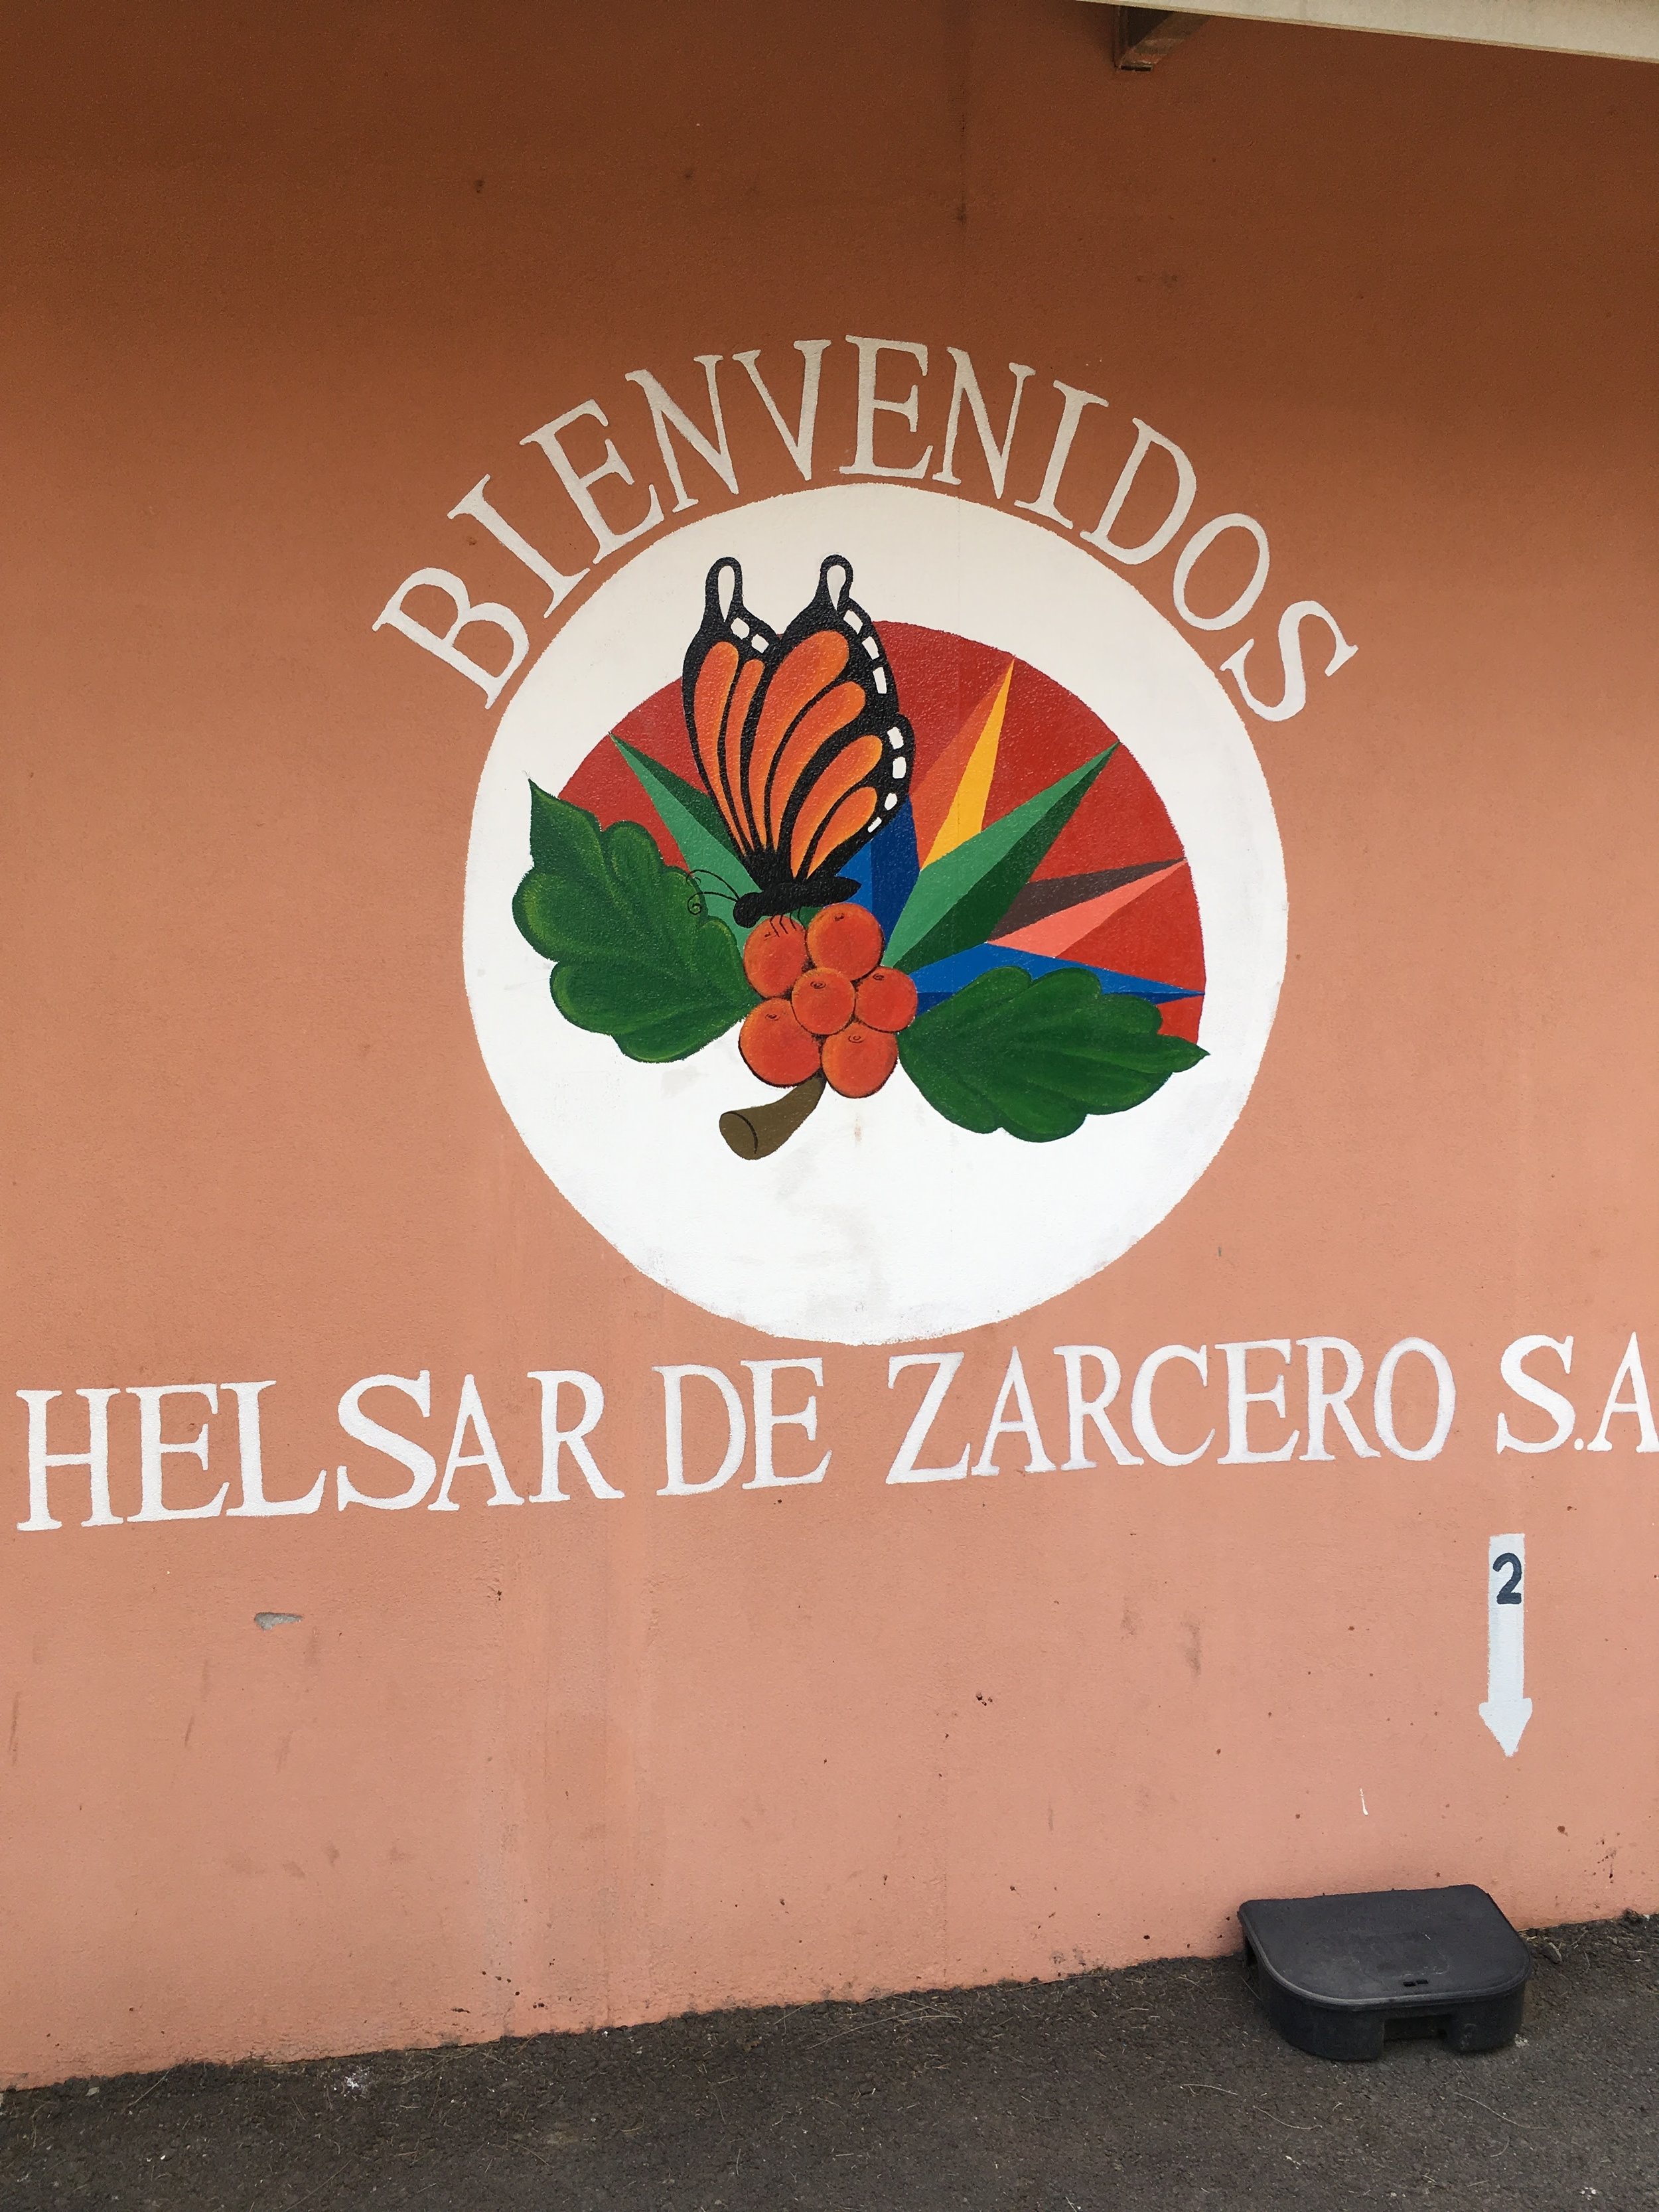 BIENVENIDOS
HELSAR DE ZARCERO S.A
2